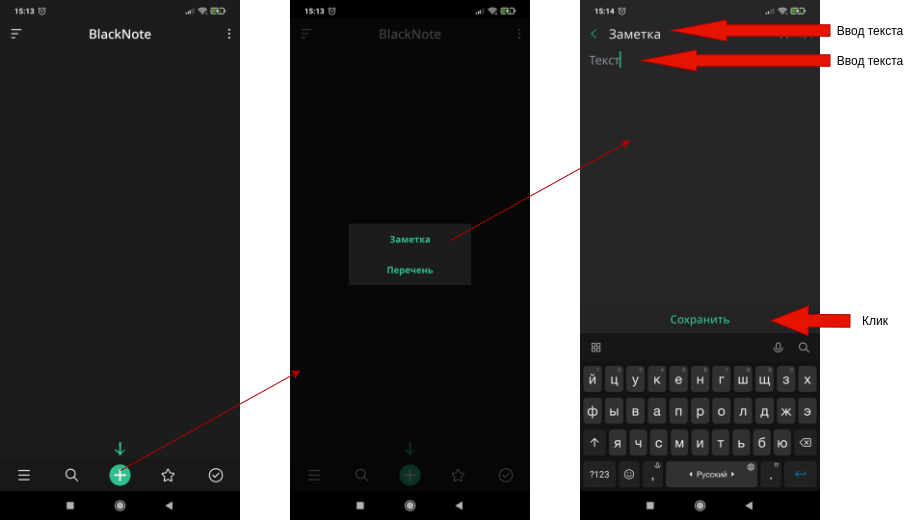 15:13
BlackNote
15:13
BlackNote
Заметка
Перечень
15:14
Заметка
Текст
Ввод текста
Ввод текста
Сохранить
Клик
й ц у к е н г ш щ з х
ф ы в а п р о л д ж э
я ч с м и т ь б ю
?123 , Русский .